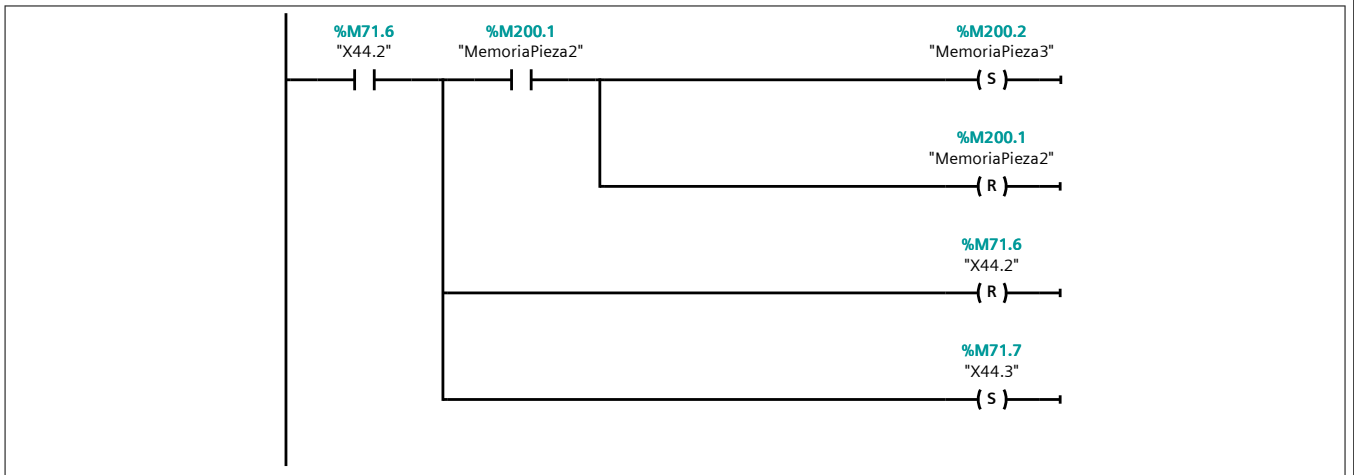 %M71.6
"X44.2"
%M200.1
"MemoriaPieza2"
%M200.2
"MemoriaPieza3"
S
%M200.1
"MemoriaPieza2"
R
%M71.6
"X44.2"
R
%M71.7
"X44.3"
S